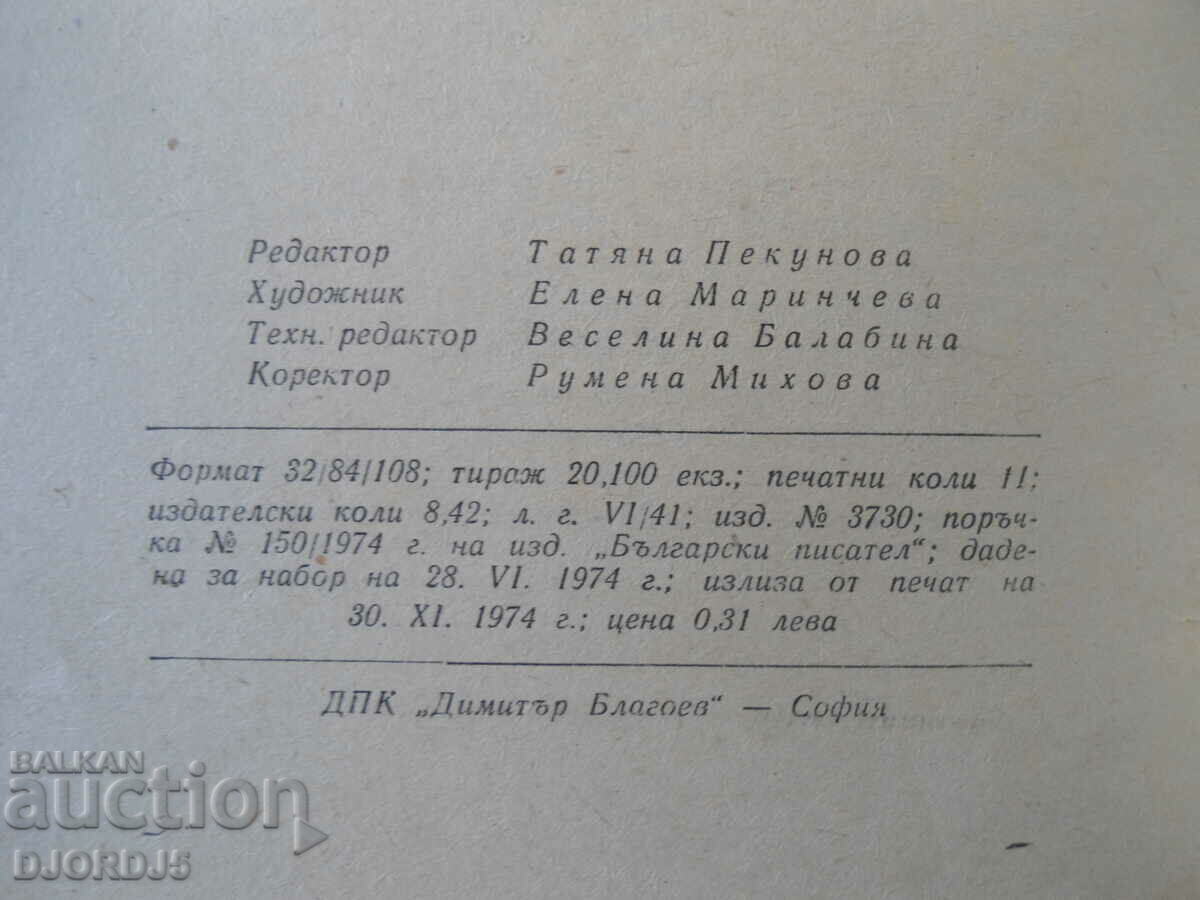 Редактор Татяна Пекунова
Художник Елена Маринчева
Техн. редактор Веселина Балабина
Коректор Румена Михова
Формат 32/84/108; тираж 20,100 екз.; печатни коли 11;
издателски коли 8,42; л. г. VI/41; изд. № 3730; поръч-
ка № 150/1974 г. на изд. „Български писател“; даде-
на за набор на 28. VI. 1974 г.; излиза от печат на
30. XI. 1974 г.; цена 0,31 лева
ДПК „Димитър Благоев“ — София
BALKAN
auction
DJORDJ5